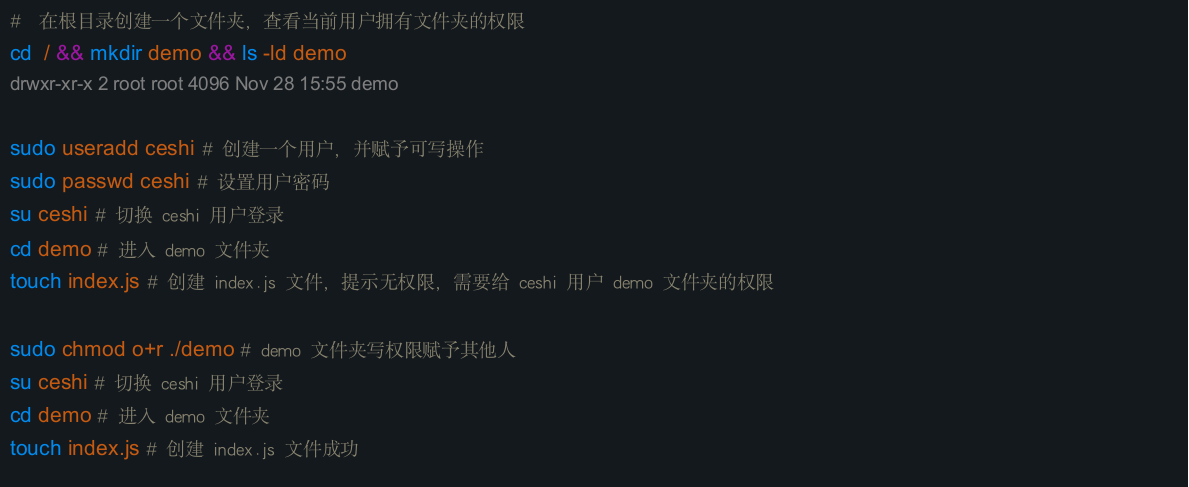 #  在根目录创建一个文件夹，查看当前用户拥有文件夹的权限
cd  / && mkdir demo && ls -ld demo
drwxr-xr-x 2 root root 4096 Nov 28 15:55 demo
sudo useradd ceshi # 创建一个用户，并赋予可写操作
sudo passwd ceshi # 设置用户密码
su ceshi # 切换 ceshi 用户登录
cd demo # 进入 demo 文件夹
touch index.js # 创建 index.js 文件，提示无权限，需要给 ceshi 用户 demo 文件夹的权限
sudo chmod o+r ./demo # demo 文件夹写权限赋予其他人
su ceshi # 切换 ceshi 用户登录
cd demo # 进入 demo 文件夹
touch index.js # 创建 index.js 文件成功